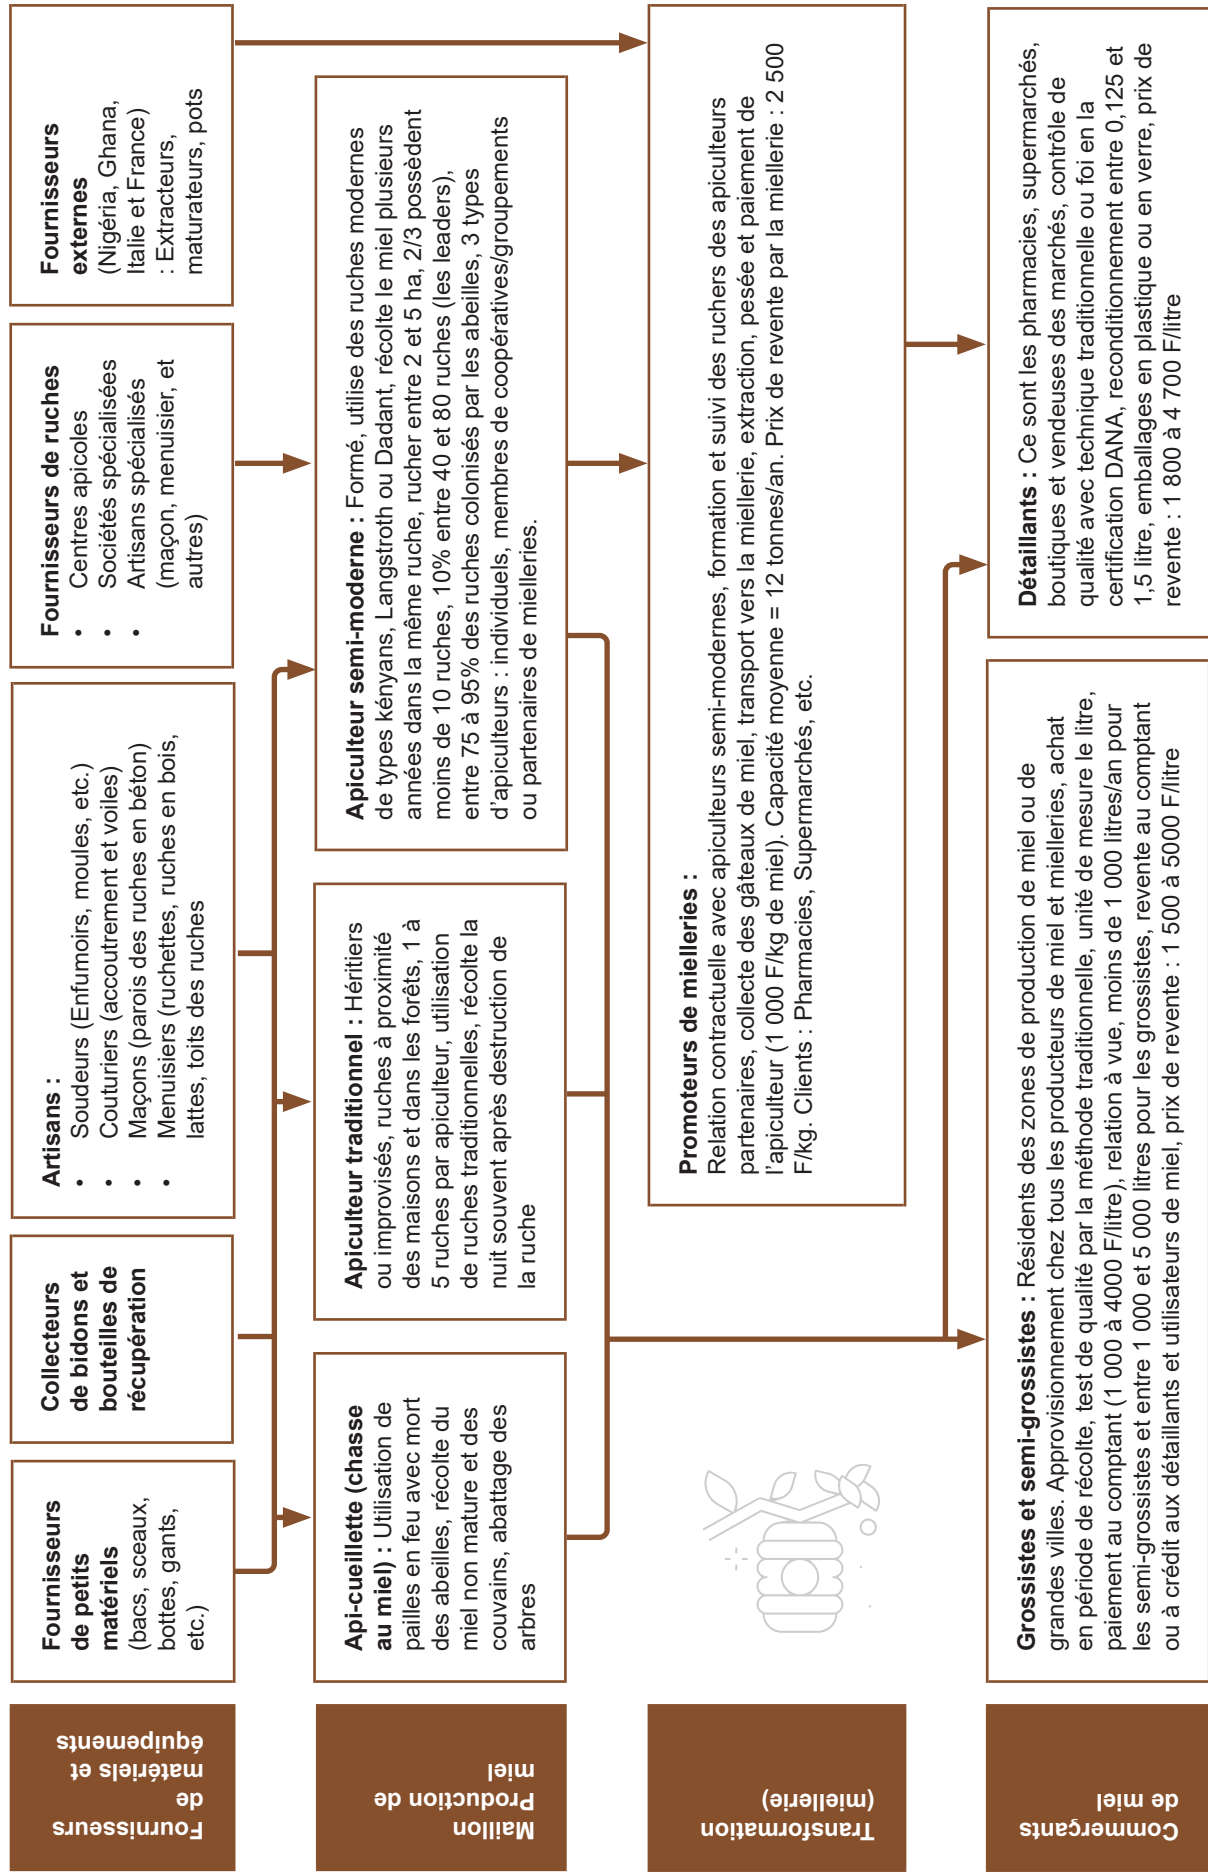 Fournisseurs
de
matériels et
équipements
Fournisseurs
de petits
matériels
(bacs, sceaux,
bottes, gants,
etc.)
Collecteurs
de bidons et
bouteilles de
récupération
Artisans :
• Soudeurs (Enfumoirs, moules, etc.)
• Couturiers (accoutrement et voiles)
• Maçons (parois des ruches en béton)
• Menuisiers (ruchettes, ruches en bois,
lattes, toits des ruches
Fournisseurs de ruches
• Centres apicoles
• Sociétés spécialisées
• Artisans spécialisés
(maçon, menuisier, et
autres)
Fournisseurs
externes
(Nigéria, Ghana,
Italie et France)
: Extracteurs,
maturateurs, pots
Maillon
Production de
miel
Api-cueillette (chasse
au miel) : Utilisation de
pailles en feu avec mort
des abeilles, récolte du
miel non mature et des
couvains, abattage des
arbres
Apiculteur traditionnel : Héritiers
ou improvisés, ruches à proximité
des maisons et dans les forêts, 1 à
5 ruches par apiculteur, utilisation
de ruches traditionnelles, récolte la
nuit souvent après destruction de
la ruche
Apiculteur semi-moderne : Formé, utilise des ruches modernes
de types kényans, Langstroth ou Dadant, récolte le miel plusieurs
années dans la même ruche, rucher entre 2 et 5 ha, 2/3 possèdent
moins de 10 ruches, 10% entre 40 et 80 ruches (les leaders),
entre 75 à 95% des ruches colonisés par les abeilles, 3 types
d'apiculteurs : individuels, membres de coopératives/groupements
ou partenaires de mielleries.
Transformation
(miellerie)
Promoteurs de mielleries :
Relation contractuelle avec apiculteurs semi-modernes, formation et suivi des ruchers des apiculteurs
partenaires, collecte des gâteaux de miel, transport vers la miellerie, extraction, pesée et paiement de
l'apiculteur (1 000 F/kg de miel). Capacité moyenne = 12 tonnes/an. Prix de revente par la miellerie : 2 500
F/kg. Clients : Pharmacies, Supermarchés, etc.
Commerçants
de miel
Grossistes et semi-grossistes : Résidents des zones de production de miel ou de
grandes villes. Approvisionnement chez tous les producteurs de miel et mielleries, achat
en période de récolte, test de qualité par la méthode traditionnelle, unité de mesure le litre,
paiement au comptant (1 000 à 4000 F/litre), relation à vue, moins de 1 000 litres/an pour
les semi-grossistes et entre 1 000 et 5 000 litres pour les grossistes, revente au comptant
ou à crédit aux détaillants et utilisateurs de miel, prix de revente : 1 500 à 5000 F/litre
Détaillants : Ce sont les pharmacies, supermarchés,
boutiques et vendeuses des marchés, contrôle de
qualité avec technique traditionnelle ou foi en la
certification DANA, reconditionnement entre 0,125 et
1,5 litre, emballages en plastique ou en verre, prix de
revente : 1 800 à 4 700 F/litre